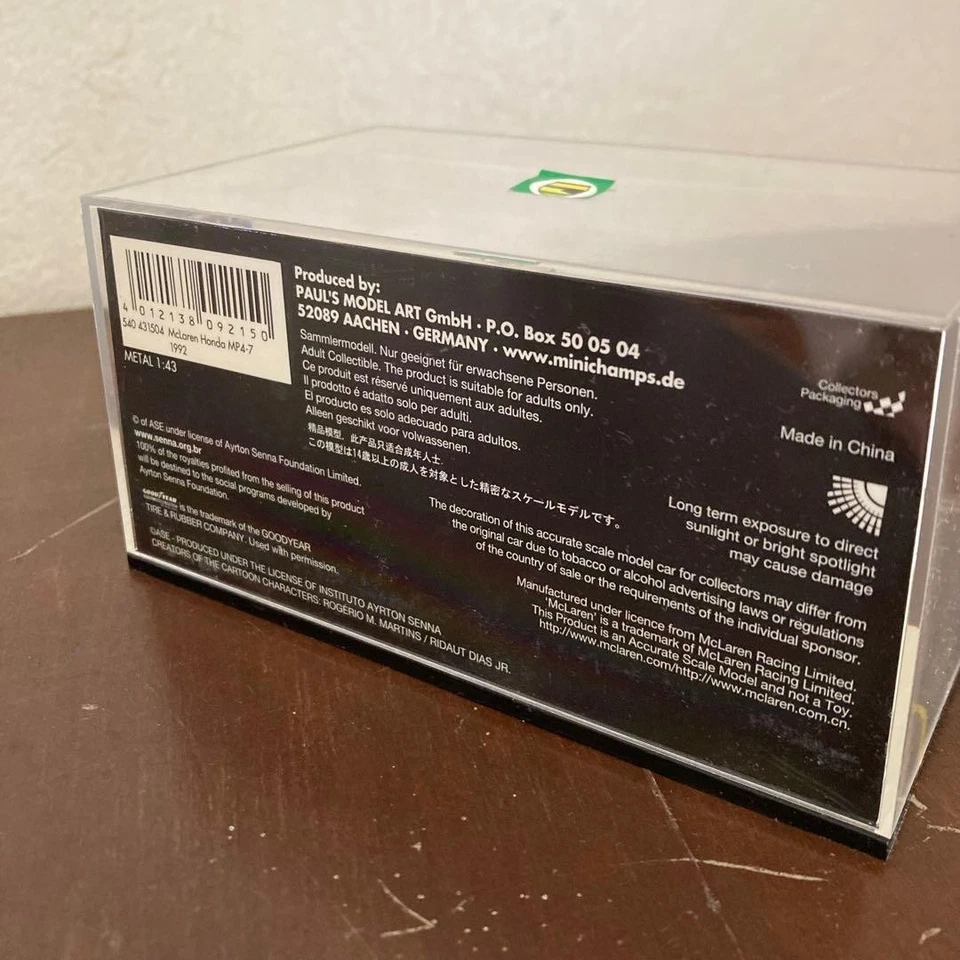 4 012138 092150
540 431504 McLaren Honda MP4-7
1992
METAL 1:43
Produced by:
PAUL'S MODEL ART GmbH · P.O. Box 50 05 04
52089 AACHEN · GERMANY · www.minichamps.de
Sammlermodell. Nur geeignet für erwachsene Personen.
Adult Collectible. The product is suitable for adults only.
Ce produit est réservé uniquement aux adultes.
Il prodotto é adatto solo per adulti.
El producto es solo adecuado para adultos.
Alleen geschikt voor volwassenen.
精品模型，此产品只适合成年人士.
この模型は14歳以上の成人を対象とした精密なスケールモデルです。
© of ASE under license of Ayrton Senna Foundation Limited.
www.senna.org.br
100% of the royalties profited from the selling of this product
will be destined to the social programs developed by
Ayrton Senna Foundation.
GOODYEAR is the trademark of the GOODYEAR
TIRE & RUBBER COMPANY. Used with permission.
©ASE - PRODUCED UNDER THE LICENSE OF INSTITUTO AYRTON SENNA
CREATORS OF THE CARTOON CHARACTERS: ROGÉRIO M. MARTINS / RIDAUT DIAS JR.
Collectors
Packaging
Made in China
Long term exposure to direct
sunlight or bright spotlight
may cause damage
The decoration of this accurate scale model car for collectors may differ from
the original car due to tobacco or alcohol advertising laws or regulations
of the country of sale or the requirements of the individual sponsor.
Manufactured under licence from McLaren Racing Limited.
'McLaren' is a trademark of McLaren Racing Limited.
This Product is an Accurate Scale Model and not a Toy.
http://www.mclaren.com/http://www.mclaren.com.cn.